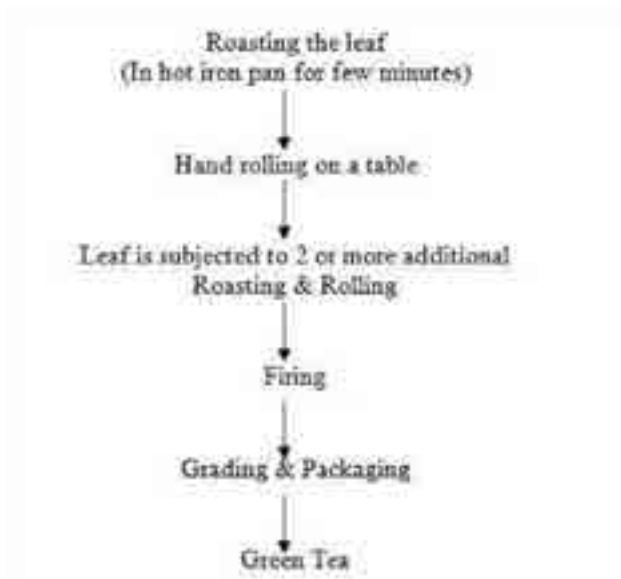 Roasting the leaf
(In hot iron pan for few minutes)
Hand rolling on a table
Leaf is subjected to 2 or more additional
Roasting & Rolling
Firing
Grading & Packaging
Green Tea